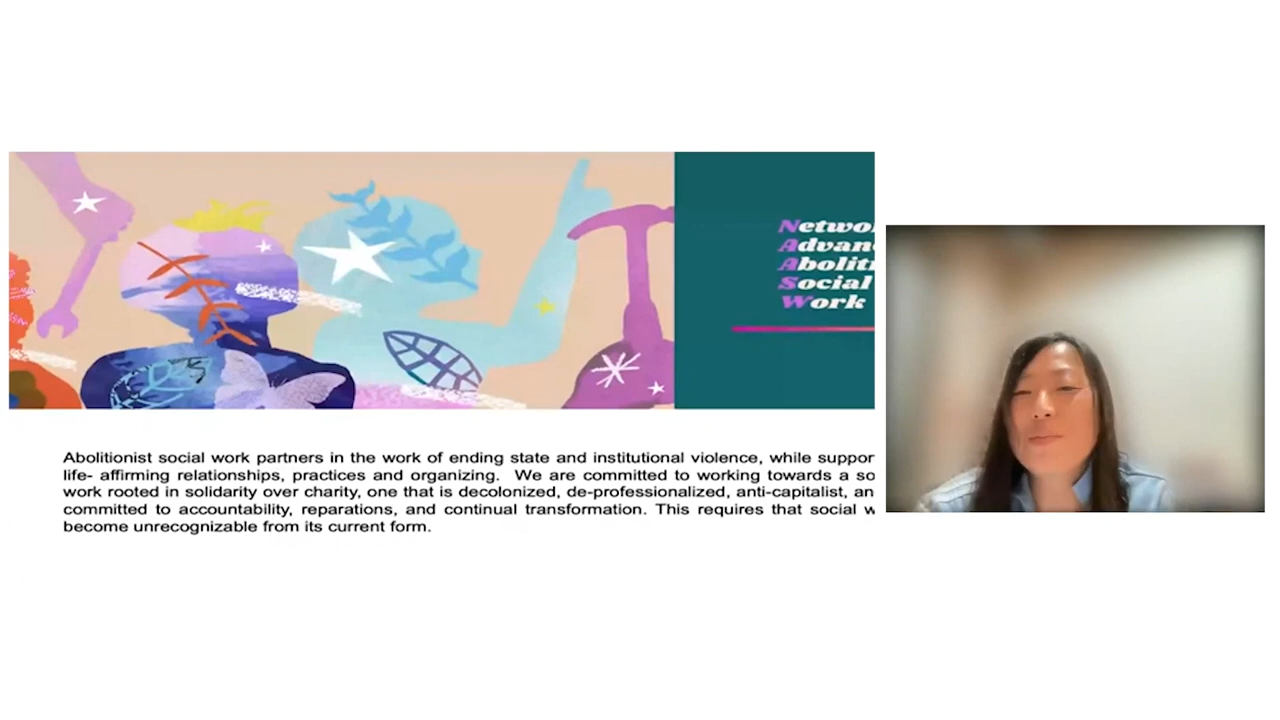 Netwo
Advan
Aboliti
Social
Work
Abolitionist social work partners in the work of ending state and institutional violence, while suppor
life- affirming relationships, practices and organizing. We are committed to working towards a so
work rooted in solidarity over charity, one that is decolonized, de-professionalized, anti-capitalist, an
committed to accountability, reparations, and continual transformation. This requires that social w
become unrecognizable from its current form.